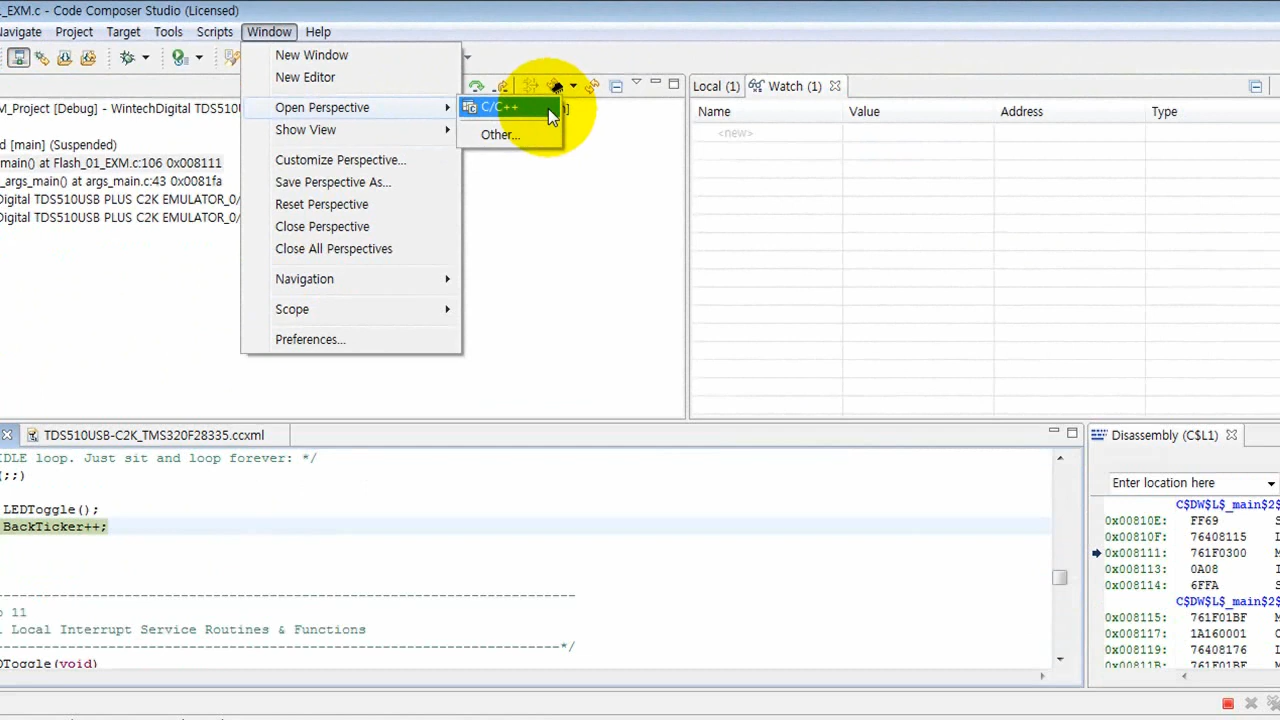 _EXM.c - Code Composer Studio (Licensed)
Navigate Project Target Tools Scripts Window Help
New Window
New Editor
Open Perspective
Show View
Customize Perspective...
Save Perspective As...
Reset Perspective
Close Perspective
Close All Perspectives
Navigation
Scope
Preferences...
C/C++
Other...
M_Project [Debug] - WintechDigital TDS510U
d [main] (Suspended)
main() at Flash_01_EXM.c:106 0x008111
_args_main() at args_main.c:43 0x0081fa
Digital TDS510USB PLUS C2K EMULATOR_0/
Digital TDS510USB PLUS C2K EMULATOR_0/
Local (1) Watch (1)
Name Value Address Type
<new>
TDS510USB-C2K_TMS320F28335.ccxml
IDLE loop. Just sit and loop forever: */
(;;)
LEDToggle();
BackTicker++;
-----------------------------------------------------------------------
p 11
Local Interrupt Service Routines & Functions
---------------------------------------------------------------------*/
DToggle(void)
Disassembly (C$L1)
Enter location here
C$DW$L$_main$2$
0x00810E: FF69 S
0x00810F: 76408115 L
0x008111: 761F0300 M
0x008113: 0A08 I
0x008114: 6FFA S
C$DW$L$_main$2$
0x008115: 761F01BF M
0x008117: 1A160001
0x008119: 76408176
0x00811B: 761F01BF M